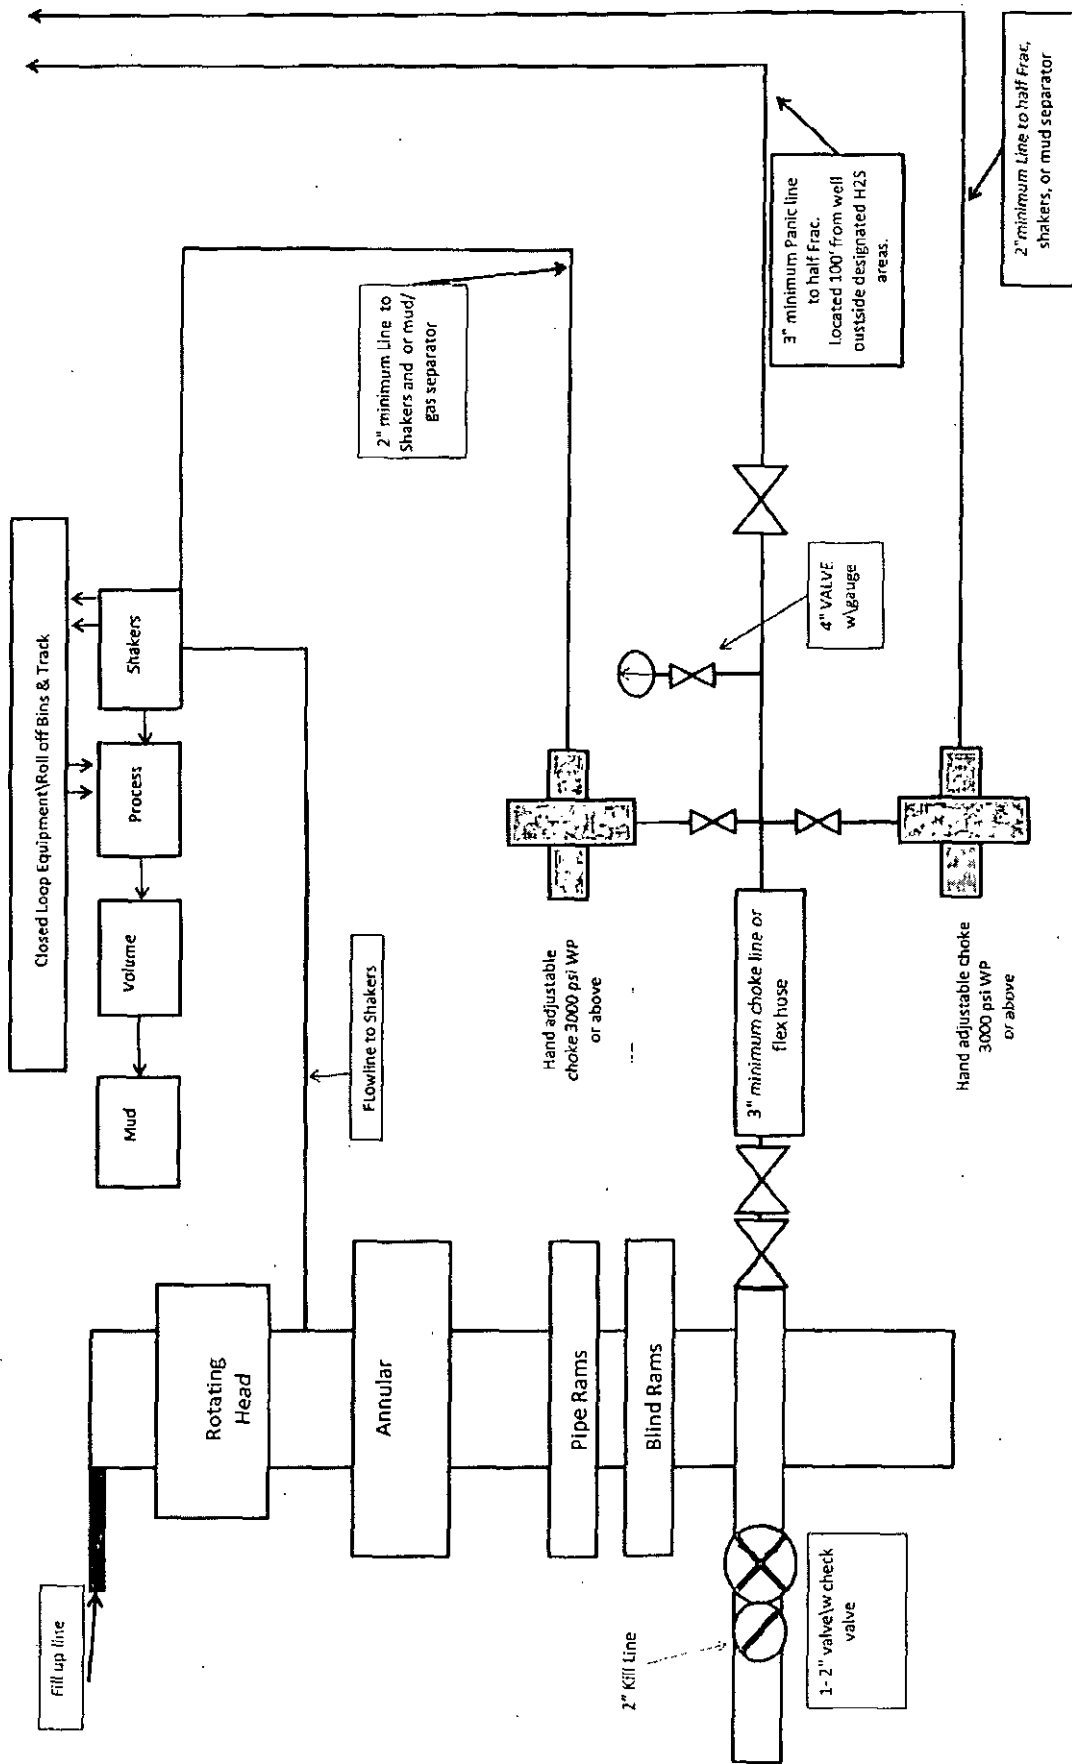 Fill up line
Rotating
Head
Annular
Pipe Rams
Blind Rams
2" Kill Line
1- 2" valve\w check
valve
Closed Loop Equipment\Roll off Bins & Track
Mud
Volume
Process
Shakers
FLowline to Shakers
2" minimum Line to
Shakers and or mud/
gas separator
Hand adjustable
choke 3000 psi WP
or above
3" minimum choke line or
flex huse
4" VALVE
w\gauge
3" minimum Panic line
to half Frac.
Located 100' from well
oustside designated H2S
areas.
Hand adjustable choke
3000 psi WP
or above
2" minimum Line to half Frac,
shakers, or mud separator